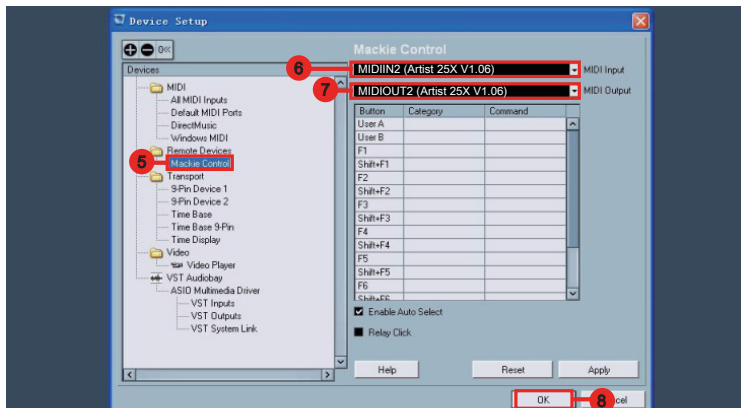 Device Setup
0«
Devices
MIDI
All MIDI Inputs
Default MIDI Ports
DirectMusic
Windows MIDI
Remote Devices
5
Mackie Control
Transport
9-Pin Device 1
9-Pin Device 2
Time Base
Time Base 9-Pin
Time Display
Video
Video Player
VST Audiobay
ASIO Multimedia Driver
VST Inputs
VST Outputs
VST System Link
Mackie Control
6 MIDIIN2 (Artist 25X V1.06) MIDI Input
7 MIDIOUT2 (Artist 25X V1.06) MIDI Output
Button Category Command
User A
User B
F1
Shift+F1
F2
Shift+F2
F3
Shift+F3
F4
Shift+F4
F5
Shift+F5
F6
Shift+F6
Enable Auto Select
Relay Click
Help Reset Apply
OK 8 cel